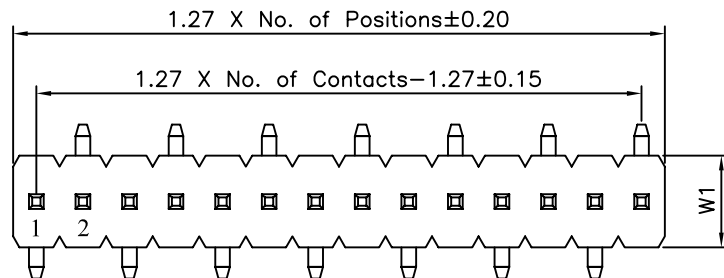 1.27 X No. of Positions±0.20
1.27 X No. of Contacts-1.27±0.15
W1
1 2